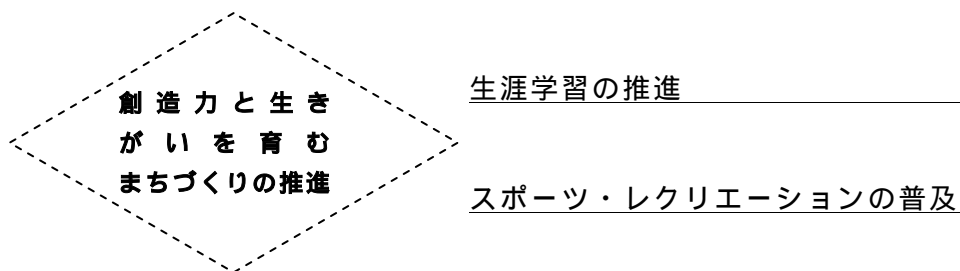 創造力と生き
がいを育む
まちづくりの推進
生涯学習の推進
スポーツ・レクリエーションの普及